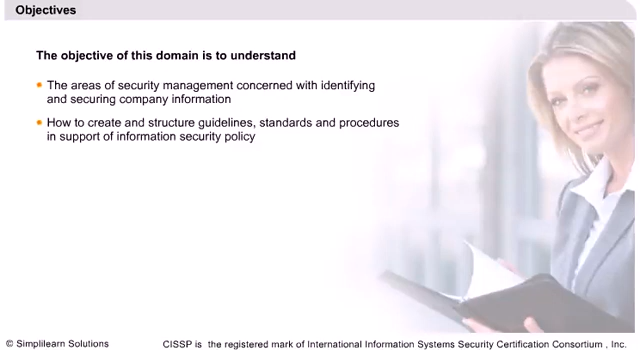 Objectives
The objective of this domain is to understand
The areas of security management concerned with identifying
and securing company information
How to create and structure guidelines, standards and procedures
in support of information security policy
© Simplilearn Solutions
CISSP is the registered mark of International Information Systems Security Certification Consortium , Inc.